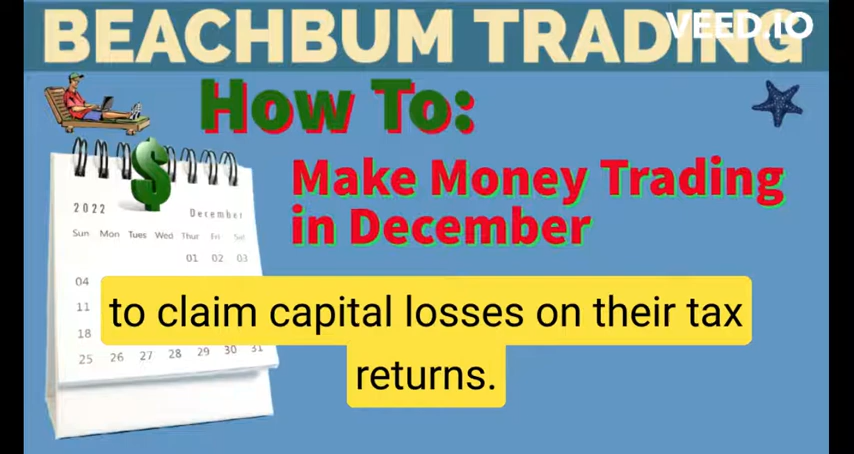 BEACHBUM TRADING
VEED.IO
How To:
Make Money Trading
in December
$
2022 December
Sun Mon Tues Wed Thur Fri Sat
01 02 03
04
11
18
25 26 27 28 29 30 31
to claim capital losses on their tax
returns.